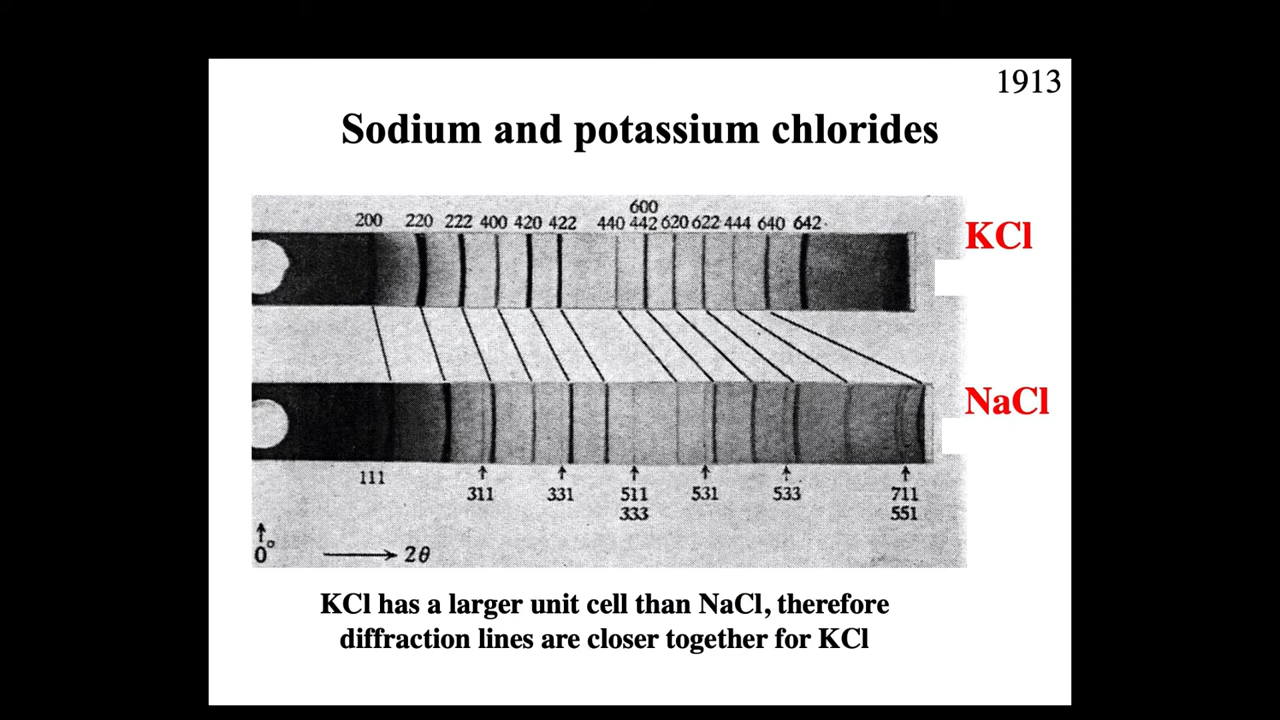 1913
Sodium and potassium chlorides
600
200 220 222 400 420 422 440 442 620 622 444 640 642
KCl
NaCl
111 311 331 511 531 533 711
333 551
0° → 2θ
KCl has a larger unit cell than NaCl, therefore
diffraction lines are closer together for KCl